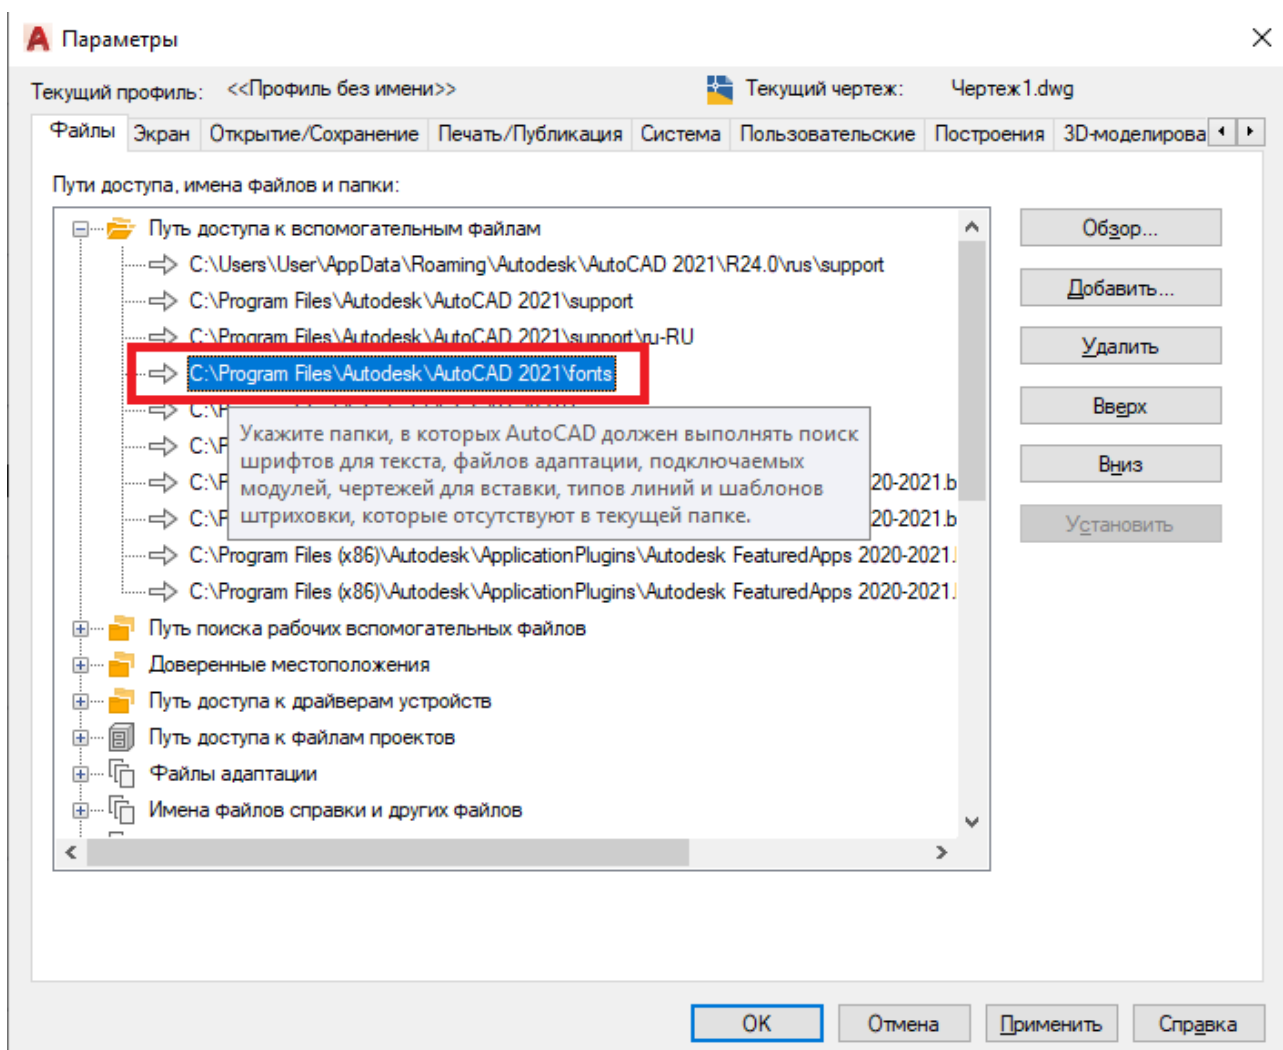 Параметры
Текущий профиль: <<Профиль без имени>> Текущий чертеж: Чертеж1.dwg
Файлы Экран Открытие/Сохранение Печать/Публикация Система Пользовательские Построения 3D-моделирова
Пути доступа, имена файлов и папки:
Путь доступа к вспомогательным файлам
C:\Users\User\AppData\Roaming\Autodesk\AutoCAD 2021\R24.0\rus\support
C:\Program Files\Autodesk\AutoCAD 2021\support
C:\Program Files\Autodesk\AutoCAD 2021\support\ru-RU
C:\Program Files\Autodesk\AutoCAD 2021\fonts
Укажите папки, в которых AutoCAD должен выполнять поиск
шрифтов для текста, файлов адаптации, подключаемых
модулей, чертежей для вставки, типов линий и шаблонов
штриховки, которые отсутствуют в текущей папке.
C:\P
C:\P
C:\P 20-2021.b
C:\P 20-2021.b
C:\Program Files (x86)\Autodesk\ApplicationPlugins\Autodesk FeaturedApps 2020-2021.
C:\Program Files (x86)\Autodesk\ApplicationPlugins\Autodesk FeaturedApps 2020-2021.
Путь поиска рабочих вспомогательных файлов
Доверенные местоположения
Путь доступа к драйверам устройств
Путь доступа к файлам проектов
Файлы адаптации
Имена файлов справки и других файлов
Обзор...
Добавить...
Удалить
Вверх
Вниз
Установить
OK Отмена Применить Справка